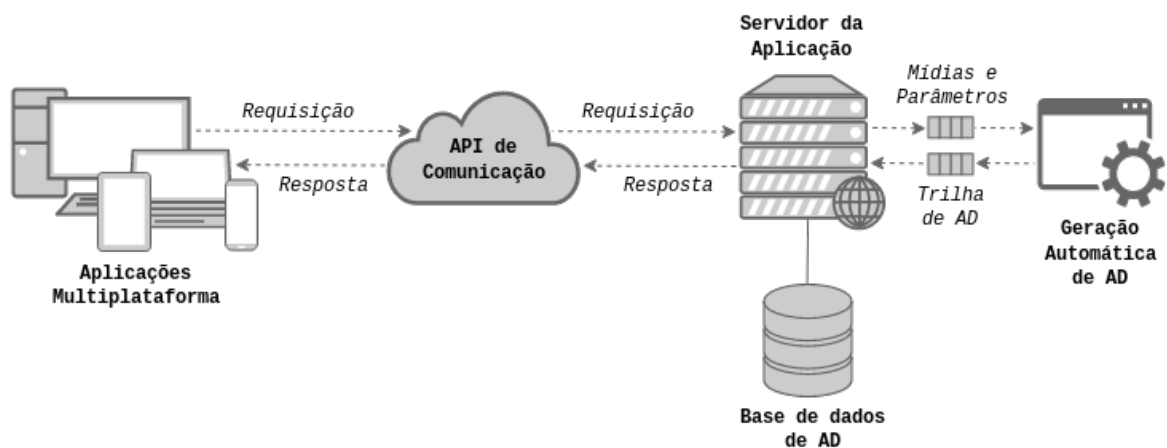 Servidor da
Aplicação
Mídias e
Parâmetros
Requisição
Requisição
API de
Comunicação
Resposta
Resposta
Trilha
de AD
Geração
Automática
de AD
Aplicações
Multiplataforma
Base de dados
de AD